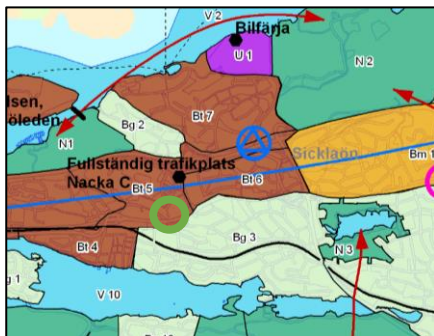 V 2
Bilfärja
U 1
N 2
lsen,
öleden
Bg 2
Bt 7
N1
Sicklaön
Bm 1
Fullständig trafikplats
Nacka C
Bt 5
Bt 6
Bt 4
Bg 3
N 3
g 1
V 10